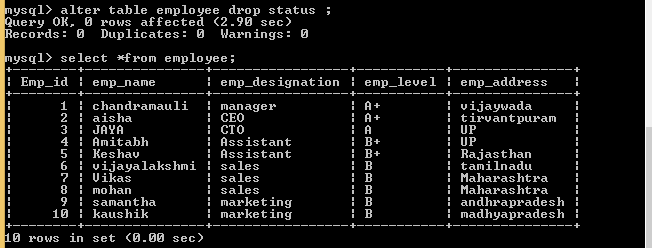 mysql> alter table employee drop status ;
Query OK, 0 rows affected (2.90 sec)
Records: 0  Duplicates: 0  Warnings: 0
mysql> select *from employee;
+--------+---------------+-----------------+-----------+---------------+
| Emp_id | emp_name      | emp_designation | emp_level | emp_address   |
+--------+---------------+-----------------+-----------+---------------+
|      1 | chandramauli  | manager         | A+        | vijaywada     |
|      2 | aisha         | CEO             | A+        | tirvantpuram  |
|      3 | JAYA          | CTO             | A         | UP            |
|      4 | Amitabh       | Assistant       | B+        | UP            |
|      5 | Keshav        | Assistant       | B+        | Rajasthan     |
|      6 | vijayalakshmi | sales           | B         | tamilnadu     |
|      7 | Vikas         | sales           | B         | Maharashtra   |
|      8 | mohan         | sales           | B         | Maharashtra   |
|      9 | samantha      | marketing       | B         | andhrapradesh |
|     10 | kaushik       | marketing       | B         | madhyapradesh |
+--------+---------------+-----------------+-----------+---------------+
10 rows in set (0.00 sec)